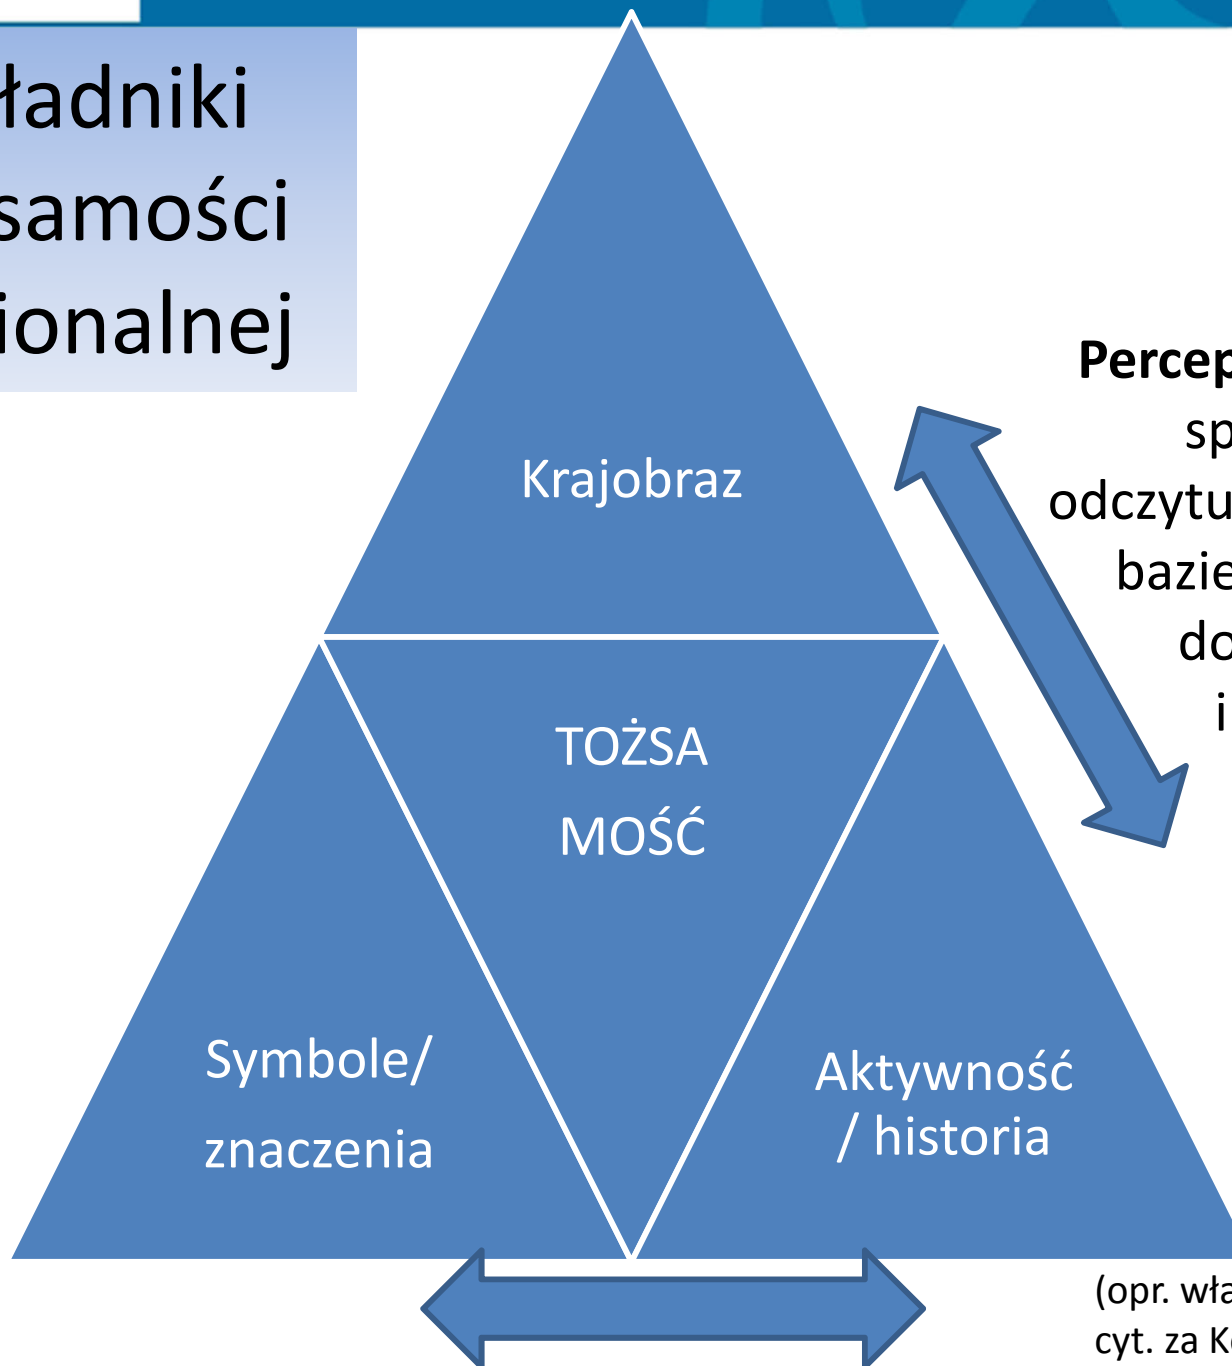 ładniki
samości
ionalnej
Krajobraz
Percep
sp
odczytu
bazie
do
i
TOŻSA
MOŚĆ
Symbole/
znaczenia
Aktywność
/ historia
(opr. wła
cyt. za K